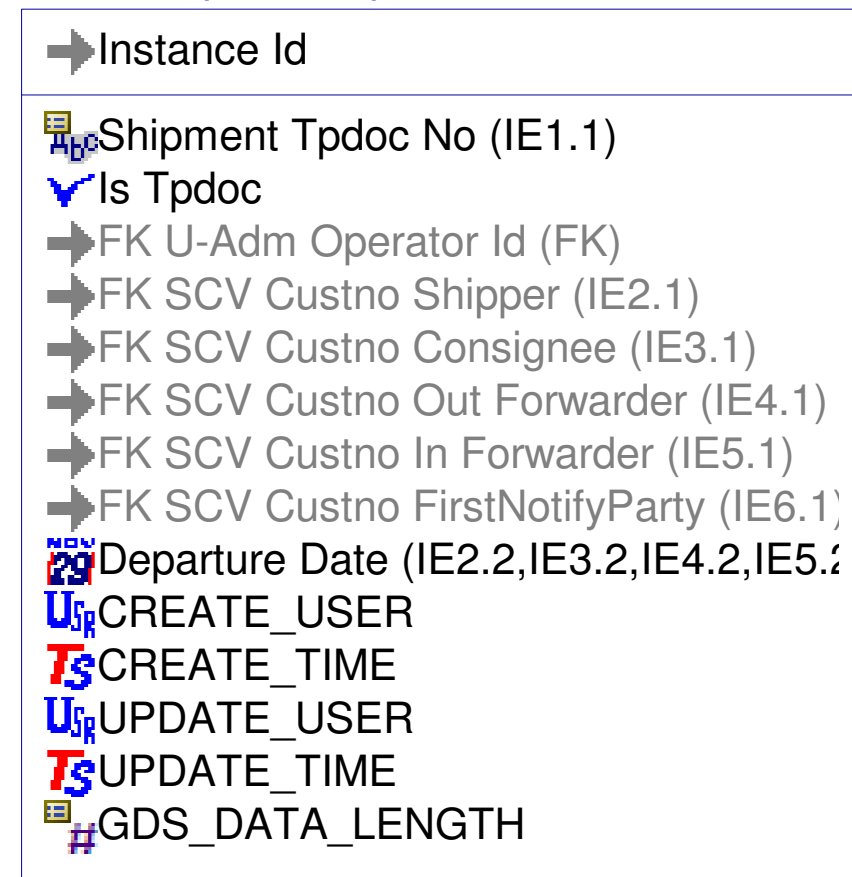 Instance Id
Shipment Tpdoc No (IE1.1)
Is Tpdoc
FK U-Adm Operator Id (FK)
FK SCV Custno Shipper (IE2.1)
FK SCV Custno Consignee (IE3.1)
FK SCV Custno Out Forwarder (IE4.1)
FK SCV Custno In Forwarder (IE5.1)
FK SCV Custno FirstNotifyParty (IE6.1)
Departure Date (IE2.2,IE3.2,IE4.2,IE5.2
CREATE_USER
CREATE_TIME
UPDATE_USER
UPDATE_TIME
GDS_DATA_LENGTH